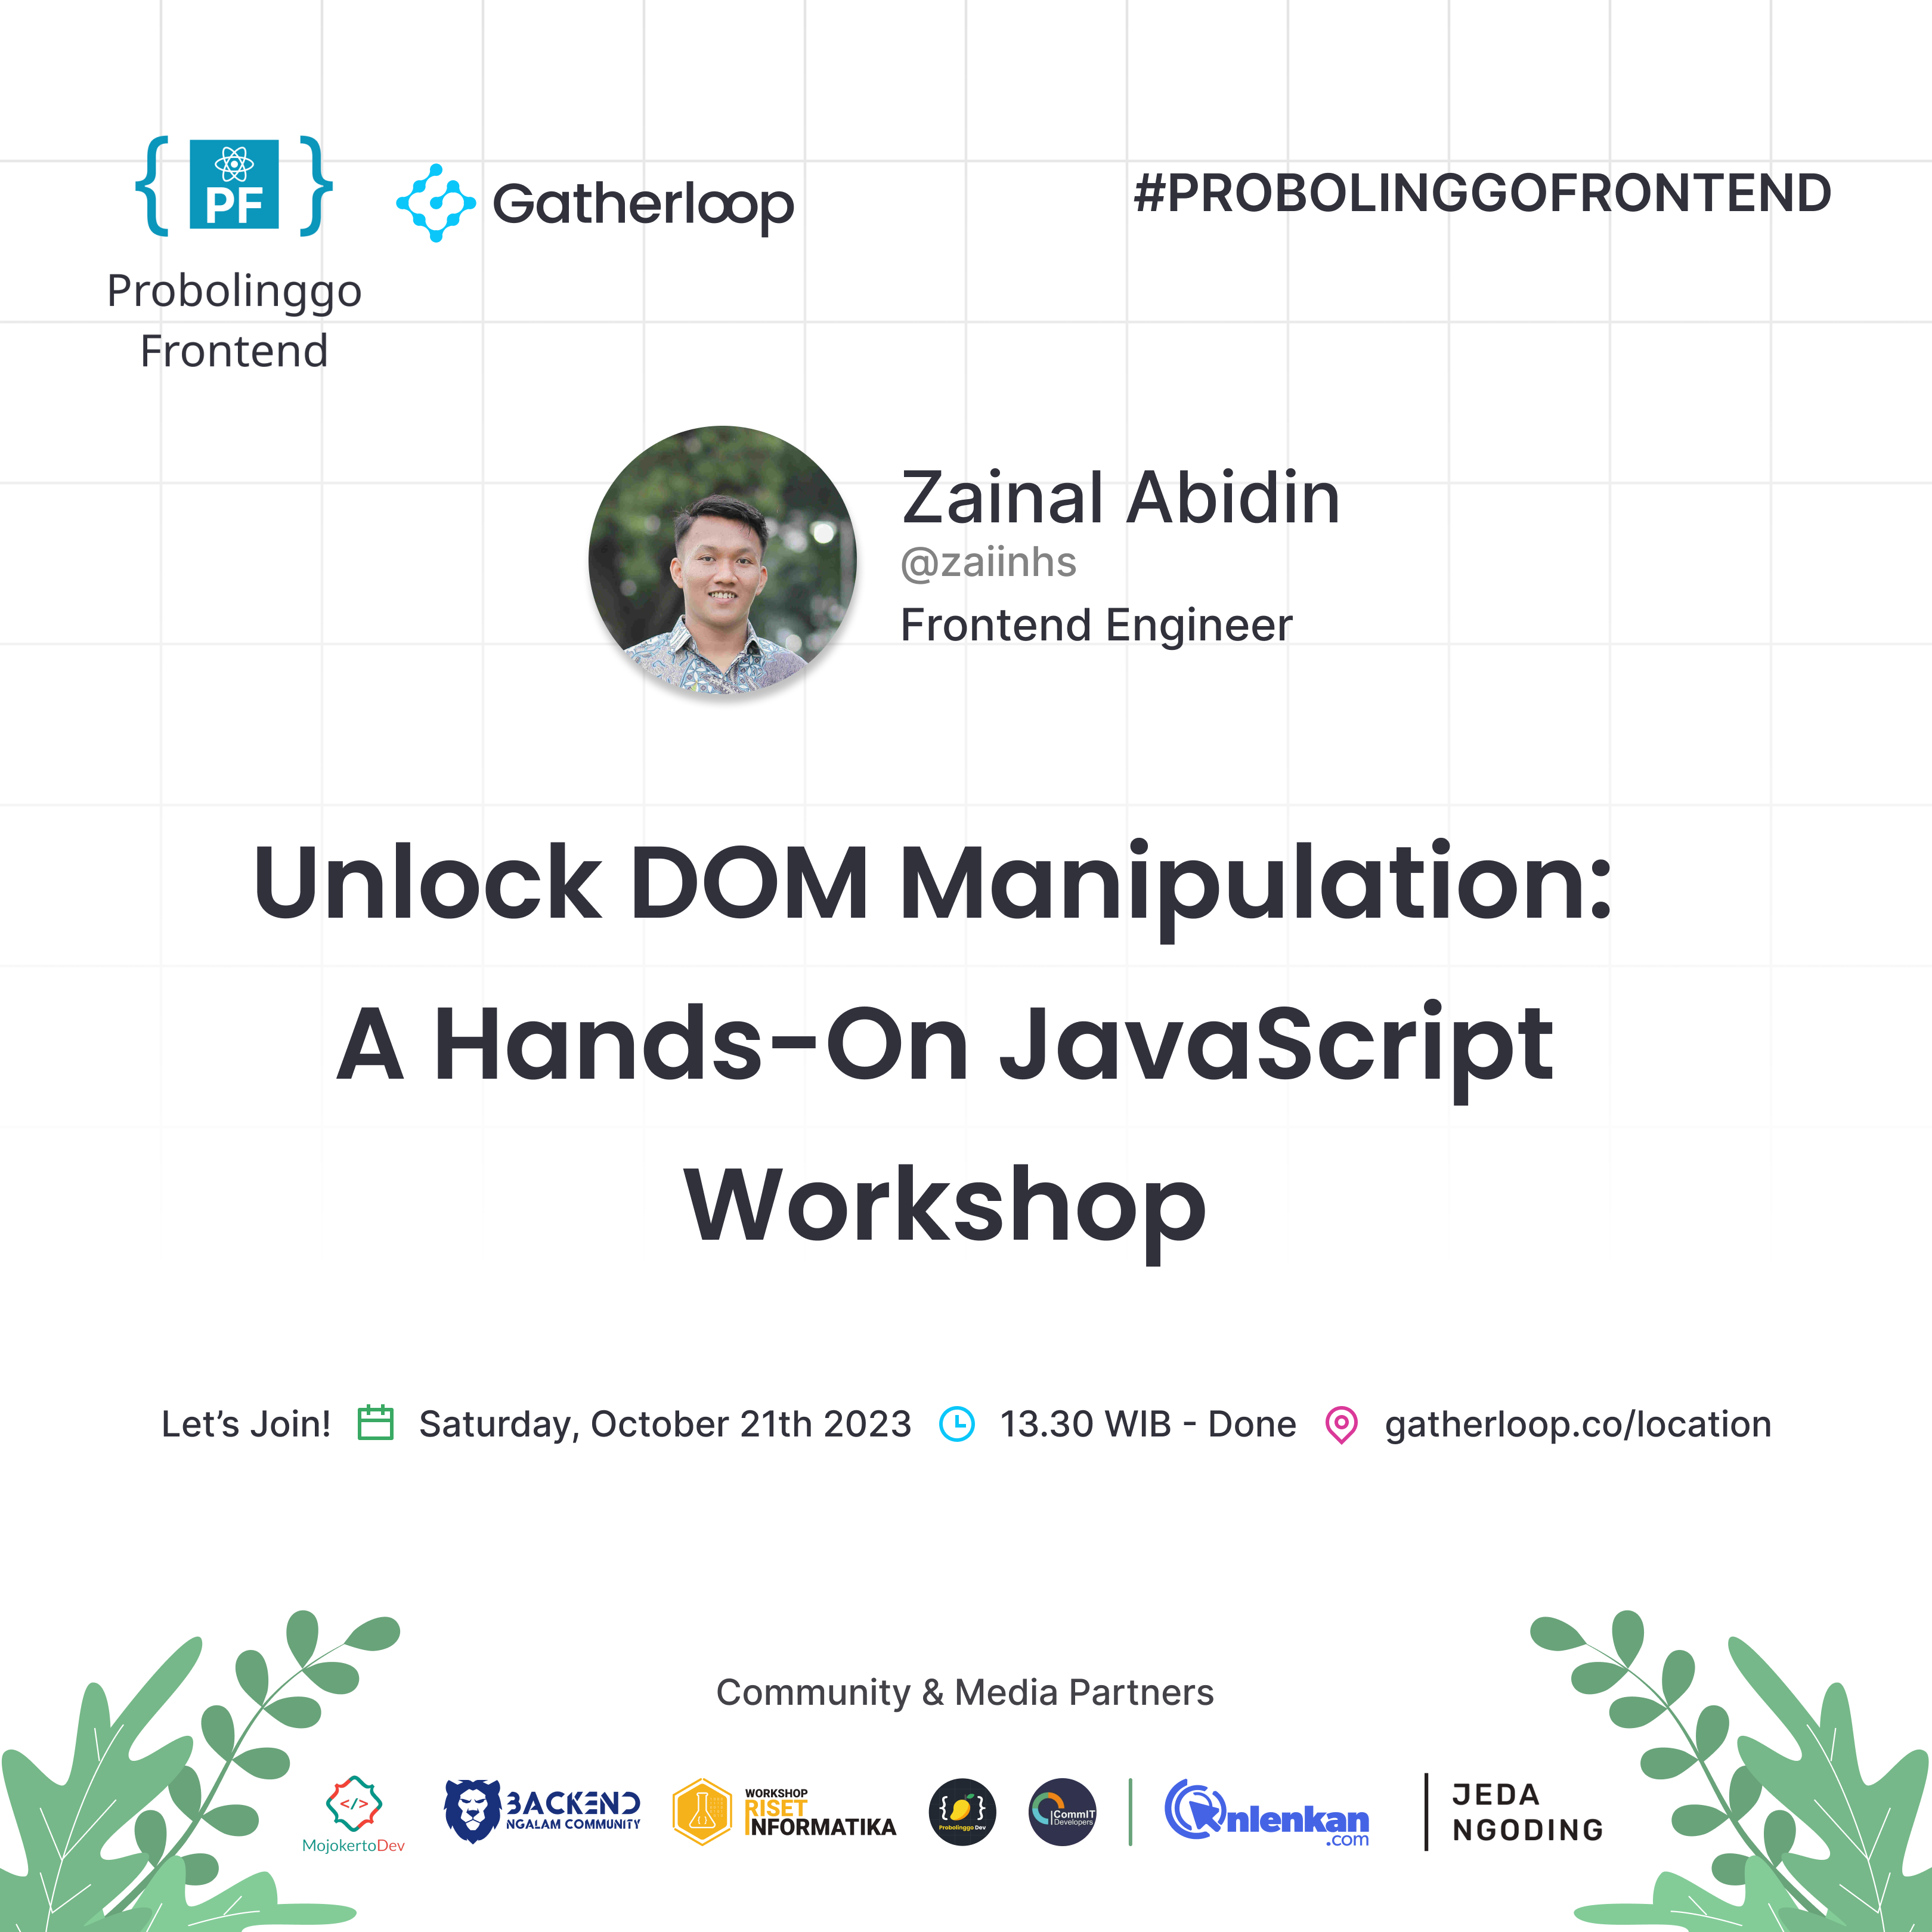 { PF }
Probolinggo
Frontend
Gatherloop
#PROBOLINGGOFRONTEND
Zainal Abidin
@zaiinhs
Frontend Engineer
Unlock DOM Manipulation:
A Hands-On JavaScript
Workshop
Let’s Join! Saturday, October 21th 2023 13.30 WIB - Done gatherloop.co/location
Community & Media Partners
</>
MojokertoDev
BACKEND
NGALAM COMMUNITY
WORKSHOP
RISET
INFORMATIKA
{ }
Probolinggo Dev
CommIT
Developers
Onlenkan
.com
JEDA
NGODING